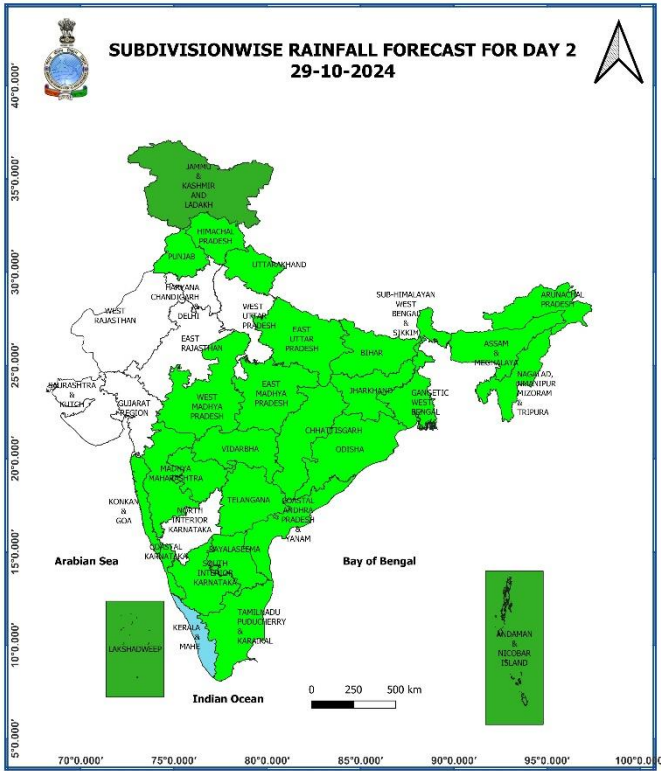 SUBDIVISIONWISE RAINFALL FORECAST FOR DAY 2
29-10-2024
40°0.000'
35°0.000'
30°0.000'
25°0.000'
20°0.000'
15°0.000'
10°0.000'
5°0.000'
JAMMU
&
KASHMIR
AND
LADAKH
HIMACHAL
PRADESH
PUNJAB
UTTARAKHAND
HARYANA
CHANDIGARH
&
DELHI
WEST
RAJASTHAN
EAST
RAJASTHAN
WEST
UTTAR
PRADESH
EAST
UTTAR
PRADESH
SUB-HIMALAYAN
WEST
BENGAL
&
SIKKIM
ARUNACHAL
PRADESH
ASSAM
&
MEGHALAYA
BIHAR
SAURASHTRA
&
KUTCH
GUJARAT
REGION
WEST
MADHYA
PRADESH
EAST
MADHYA
PRADESH
JHARKHAND
GANGETIC
WEST
BENGAL
MANIPUR
MIZORAM
&
TRIPURA
CHHATTISGARH
VIDARBHA
ODISHA
MADHYA
MAHARASHTRA
KONKAN
&
GOA
NORTH
INTERIOR
KARNATAKA
TELANGANA
COASTAL
ANDHRA
PRADESH
&
YANAM
Arabian Sea
COASTAL
KARNATAKA
RAYALASEEMA
Bay of Bengal
SOUTH
INTERIOR
KARNATAKA
KERALA
&
MAHE
TAMILNADU
PUDUCHERRY
&
KARAIKAL
LAKSHADWEEP
ANDAMAN
&
NICOBAR
ISLAND
Indian Ocean
0 250 500 km
70°0.000' 75°0.000' 80°0.000' 85°0.000' 90°0.000' 95°0.000' 100°0.000'